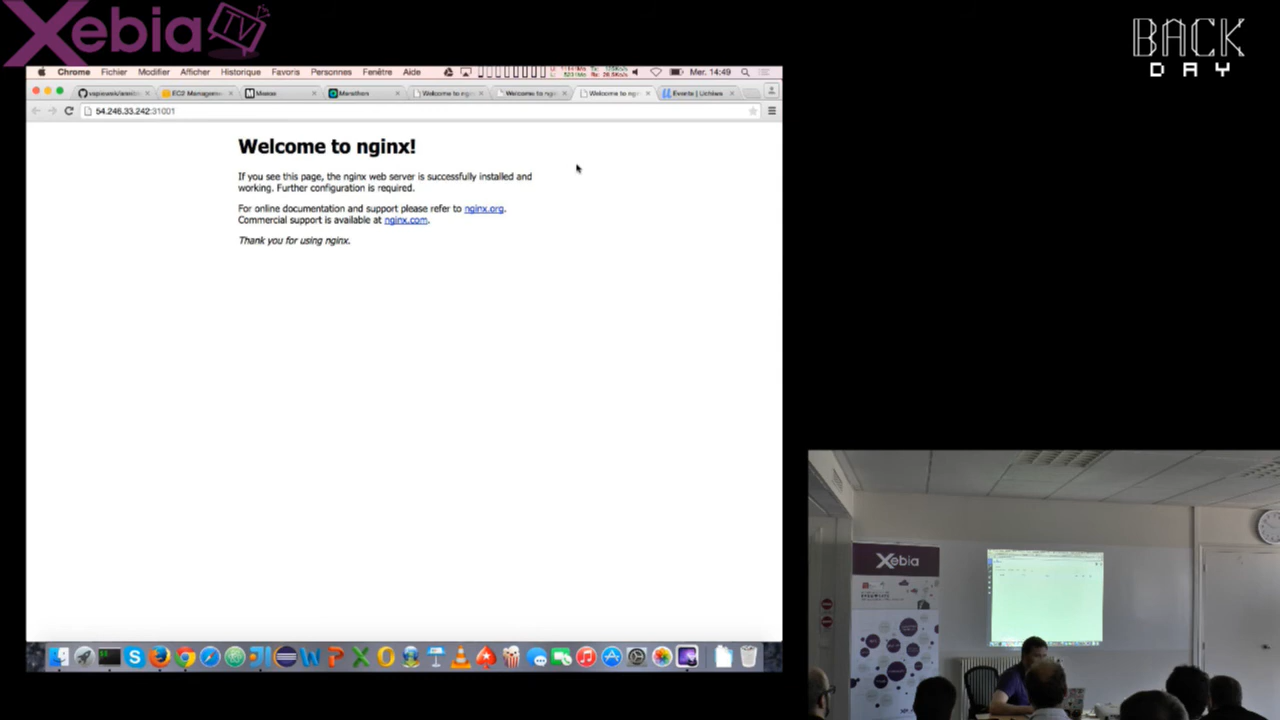 Xebia TV
BACK
DAY
Chrome Fichier Modifier Afficher Historique Favoris Personnes Fenêtre Aide Mer. 14:49
EC2 Manageme Mesos Marathon Welcome to ngi Welcome to ngi Welcome to ngi Events | Uchiwa
54.246.33.242:31001
Welcome to nginx!
If you see this page, the nginx web server is successfully installed and
working. Further configuration is required.
For online documentation and support please refer to nginx.org.
Commercial support is available at nginx.com.
Thank you for using nginx.
Xebia